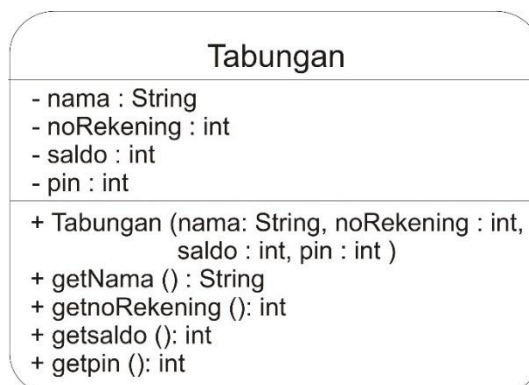 Tabungan
- nama : String
- noRekening : int
- saldo : int
- pin : int
+ Tabungan (nama: String, noRekening : int,
saldo : int, pin : int )
+ getNama () : String
+ getnoRekening (): int
+ getsaldo (): int
+ getpin (): int